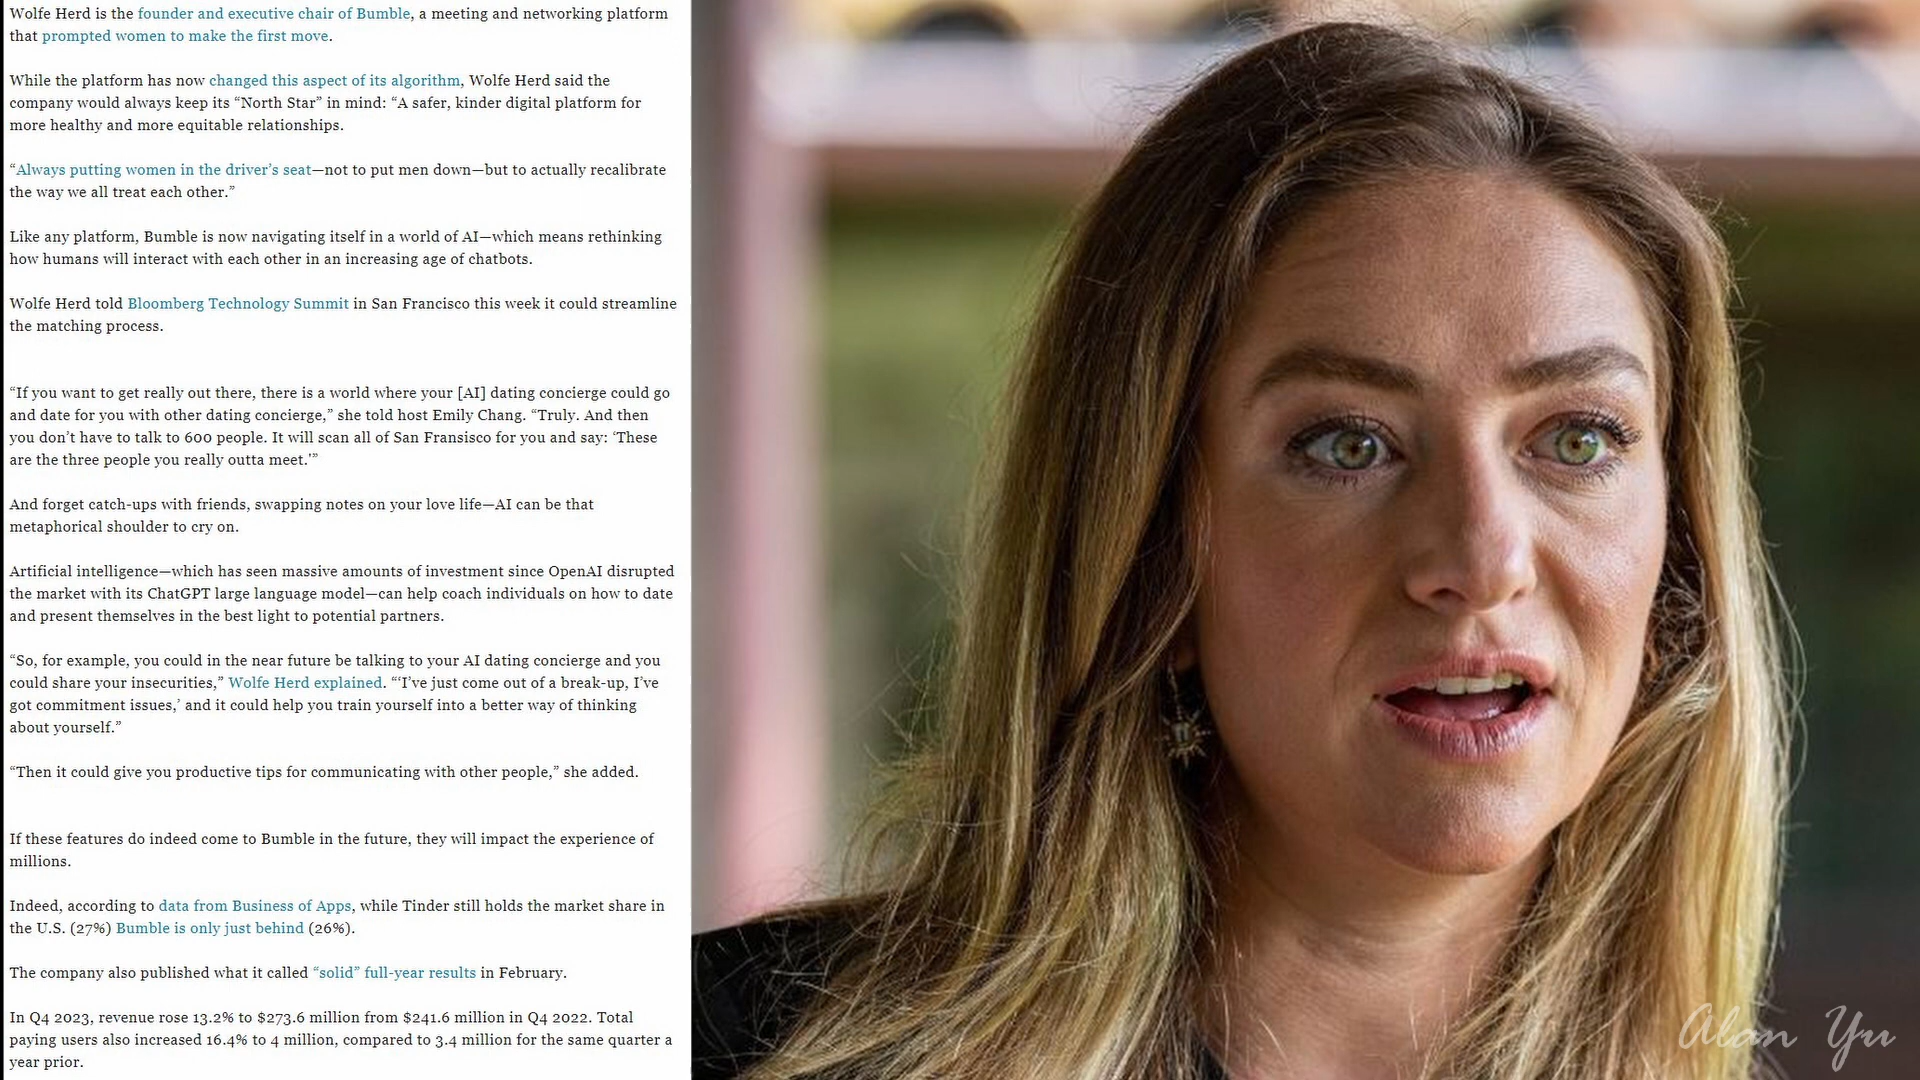 Wolfe Herd is the founder and executive chair of Bumble, a meeting and networking platform
that prompted women to make the first move.
While the platform has now changed this aspect of its algorithm, Wolfe Herd said the
company would always keep its “North Star” in mind: “A safer, kinder digital platform for
more healthy and more equitable relationships.
“Always putting women in the driver’s seat—not to put men down—but to actually recalibrate
the way we all treat each other.”
Like any platform, Bumble is now navigating itself in a world of AI—which means rethinking
how humans will interact with each other in an increasing age of chatbots.
Wolfe Herd told Bloomberg Technology Summit in San Francisco this week it could streamline
the matching process.
“If you want to get really out there, there is a world where your [AI] dating concierge could go
and date for you with other dating concierge,” she told host Emily Chang. “Truly. And then
you don’t have to talk to 600 people. It will scan all of San Fransisco for you and say: ‘These
are the three people you really outta meet.'”
And forget catch-ups with friends, swapping notes on your love life—AI can be that
metaphorical shoulder to cry on.
Artificial intelligence—which has seen massive amounts of investment since OpenAI disrupted
the market with its ChatGPT large language model—can help coach individuals on how to date
and present themselves in the best light to potential partners.
“So, for example, you could in the near future be talking to your AI dating concierge and you
could share your insecurities,” Wolfe Herd explained. “‘I’ve just come out of a break-up, I’ve
got commitment issues,’ and it could help you train yourself into a better way of thinking
about yourself.”
“Then it could give you productive tips for communicating with other people,” she added.
If these features do indeed come to Bumble in the future, they will impact the experience of
millions.
Indeed, according to data from Business of Apps, while Tinder still holds the market share in
the U.S. (27%) Bumble is only just behind (26%).
The company also published what it called “solid” full-year results in February.
In Q4 2023, revenue rose 13.2% to $273.6 million from $241.6 million in Q4 2022. Total
paying users also increased 16.4% to 4 million, compared to 3.4 million for the same quarter a
year prior.
Alan Yu